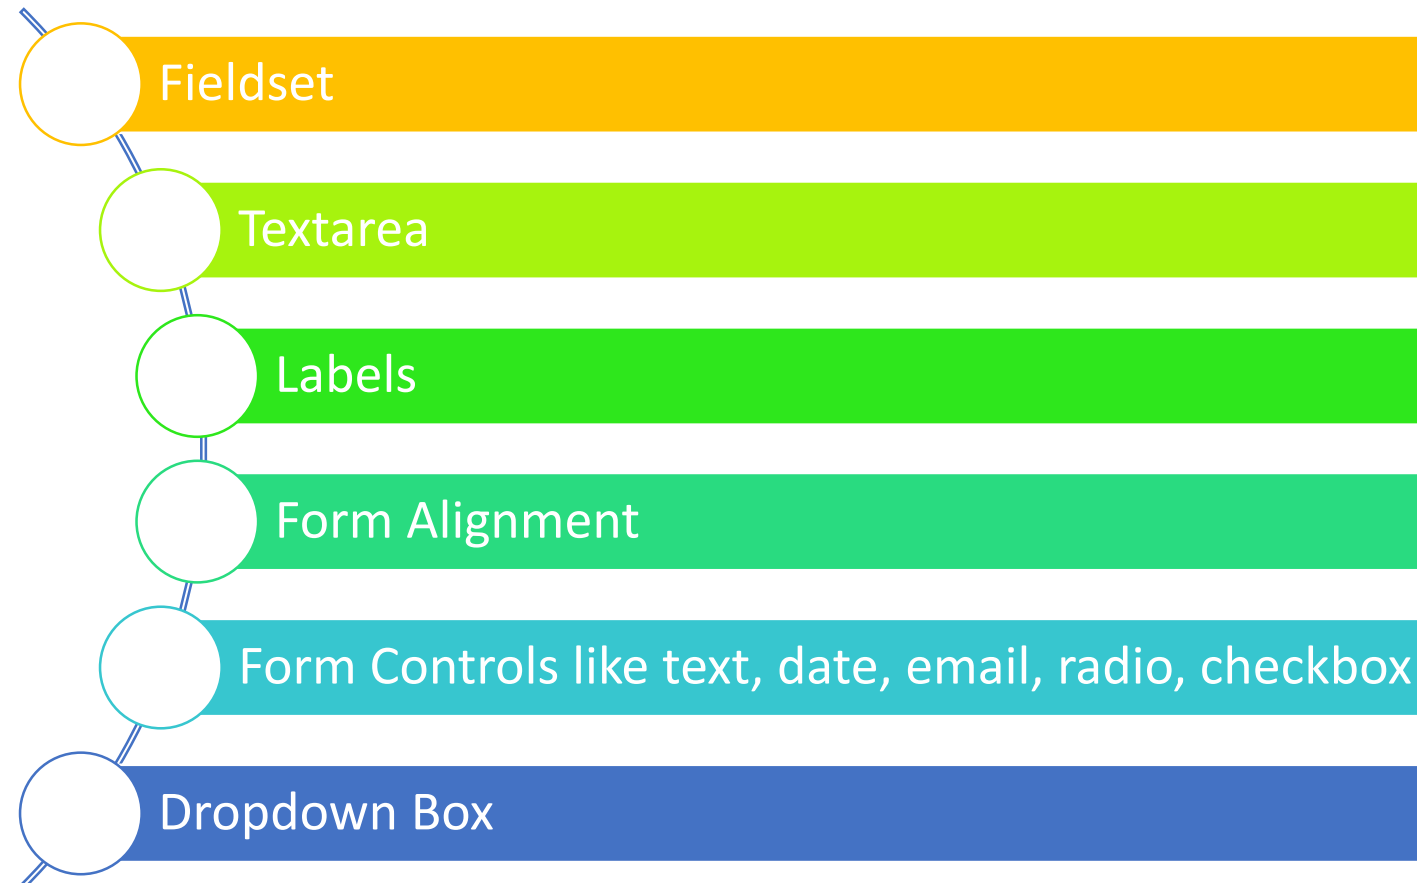 Fieldset
Textarea
Labels
Form Alignment
Form Controls like text, date, email, radio, checkbox
Dropdown Box